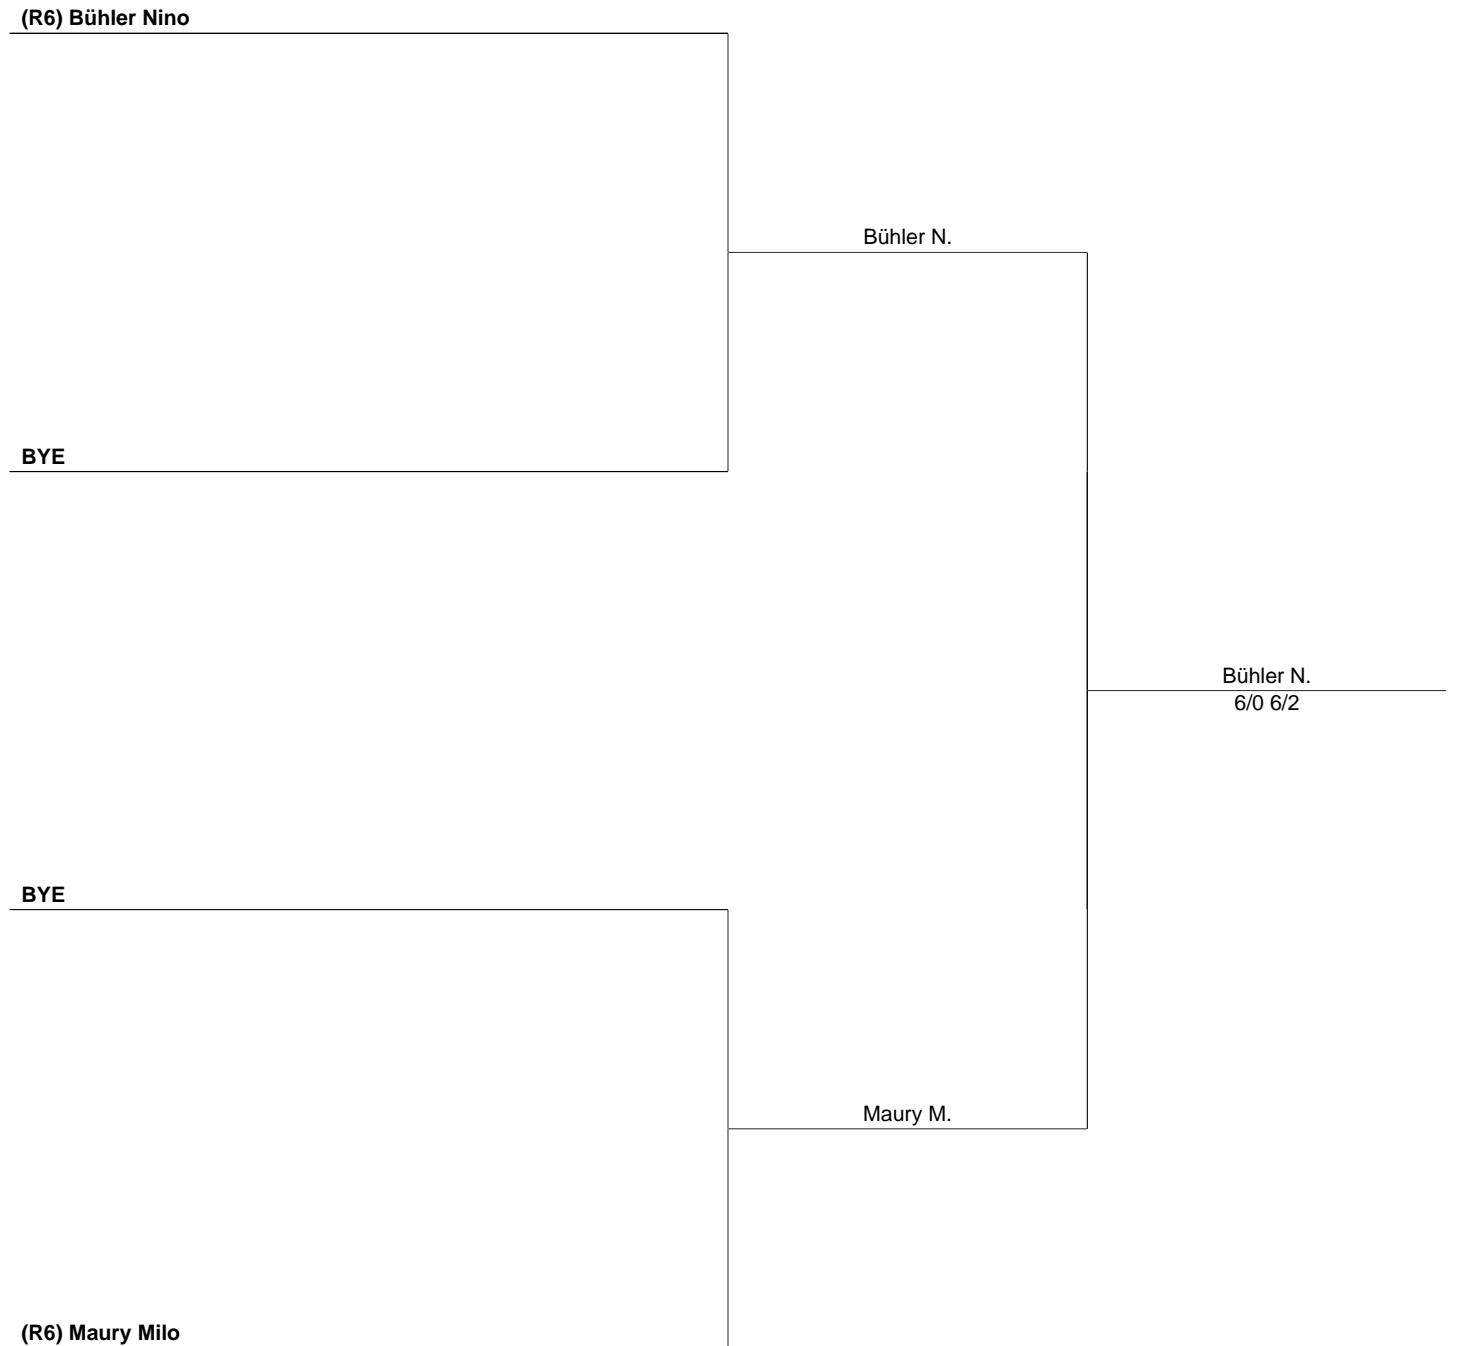 (R6) Bühler Nino
Bühler N.
BYE
Bühler N.
6/0 6/2
BYE
Maury M.
(R6) Maury Milo